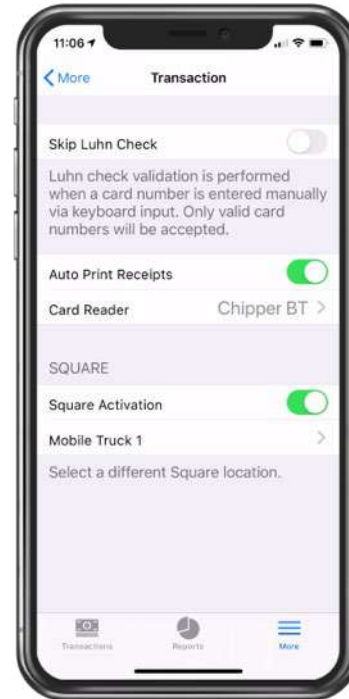 11:06
More
Transaction
Skip Luhn Check
Luhn check validation is performed
when a card number is entered manually
via keyboard input. Only valid card
numbers will be accepted.
Auto Print Receipts
Card Reader Chipper BT >
SQUARE
Square Activation
Mobile Truck 1 >
Select a different Square location.
Transactions Reports More